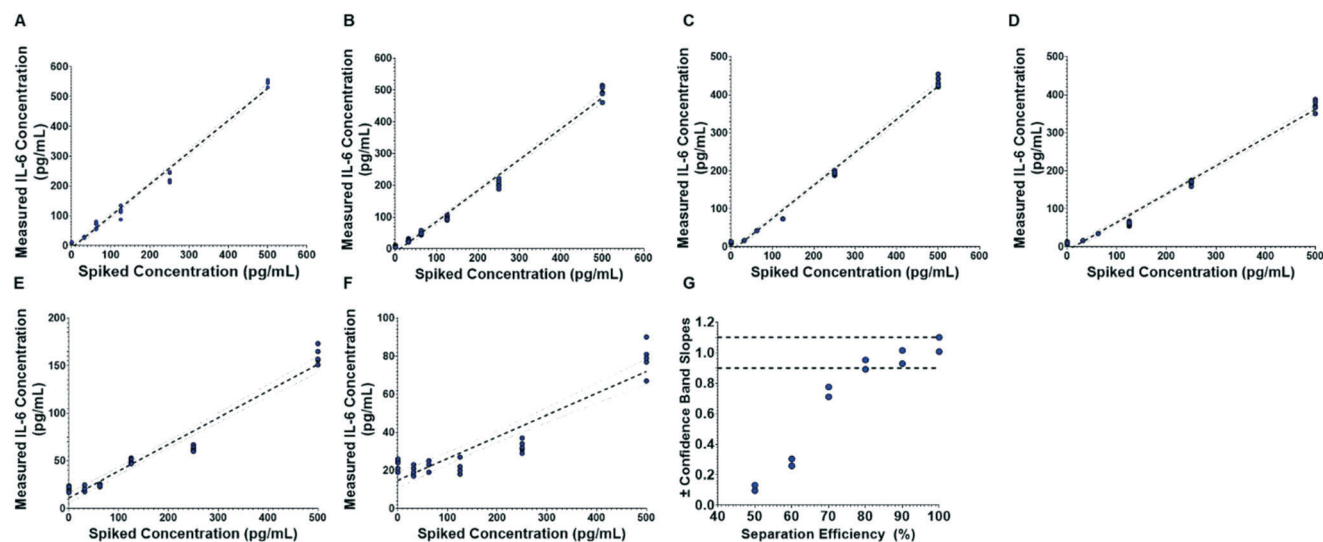 A
Measured IL-6 Concentration
(pg/mL)
600
500
400
300
200
100
0
0 100 200 300 400 500 600
Spiked Concentration (pg/mL)
B
Measured IL-6 Concentration
(pg/mL)
600
500
400
300
200
100
0
0 100 200 300 400 500 600
Spiked Concentration (pg/mL)
C
Measured IL-6 Concentration
(pg/mL)
500
400
300
200
100
0
0 100 200 300 400 500 600
Spiked Concentration (pg/mL)
D
Measured IL-6 Concentration
(pg/mL)
500
400
300
200
100
0
0 100 200 300 400 500
Spiked Concentration (pg/mL)
E
Measured IL-6 Concentration
(pg/mL)
200
150
100
50
0
0 100 200 300 400 500
Spiked Concentration (pg/mL)
F
Measured IL-6 Concentration
(pg/mL)
100
80
60
40
20
0
0 100 200 300 400 500
Spiked Concentration (pg/mL)
G
± Confidence Band Slopes
1.2
1.0
0.8
0.6
0.4
0.2
0.0
40 50 60 70 80 90 100
Separation Efficiency (%)